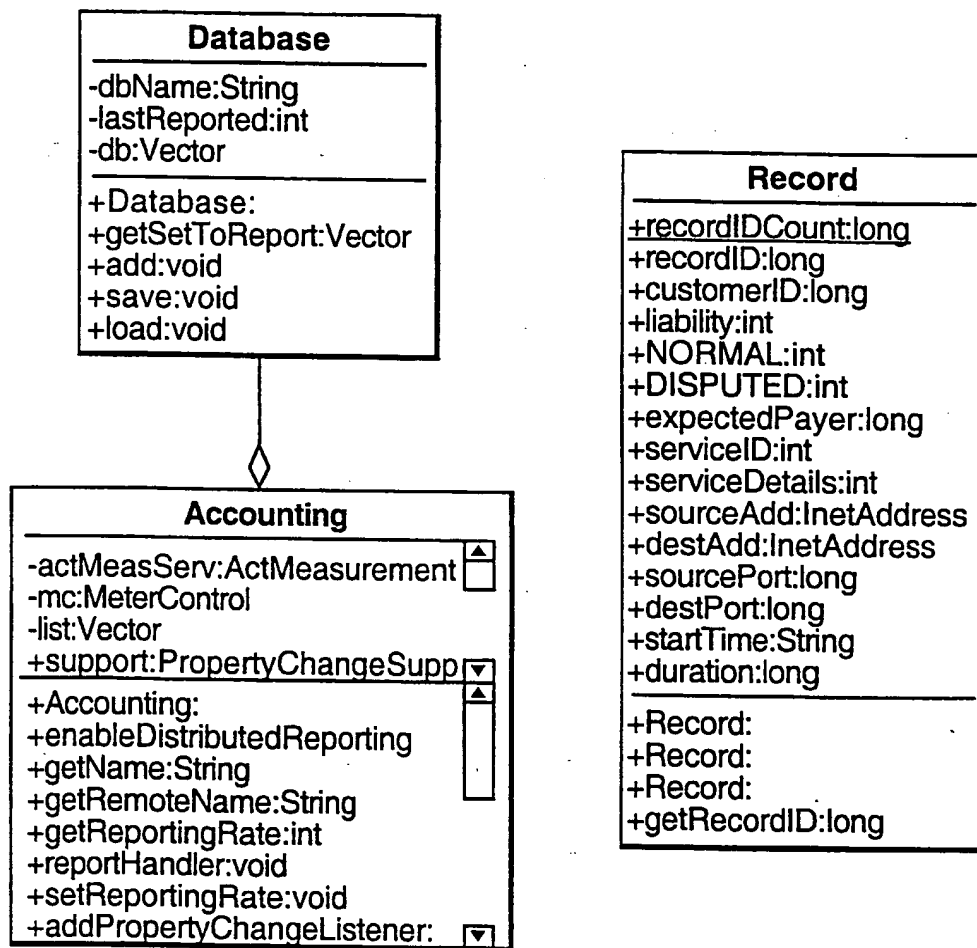 Database
-dbName:String
-lastReported:int
-db:Vector
+Database:
+getSetToReport:Vector
+add:void
+save:void
+load:void
Accounting
-actMeasServ:ActMeasurement
-mc:MeterControl
-list:Vector
+support:PropertyChangeSupp
+Accounting:
+enableDistributedReporting
+getName:String
+getRemoteName:String
+getReportingRate:int
+reportHandler:void
+setReportingRate:void
+addPropertyChangeListener:
Record
+recordIDCount:long
+recordID:long
+customerID:long
+liability:int
+NORMAL:int
+DISPUTED:int
+expectedPayer:long
+serviceID:int
+serviceDetails:int
+sourceAdd:InetAddress
+destAdd:InetAddress
+sourcePort:long
+destPort:long
+startTime:String
+duration:long
+Record:
+Record:
+Record:
+getRecordID:long